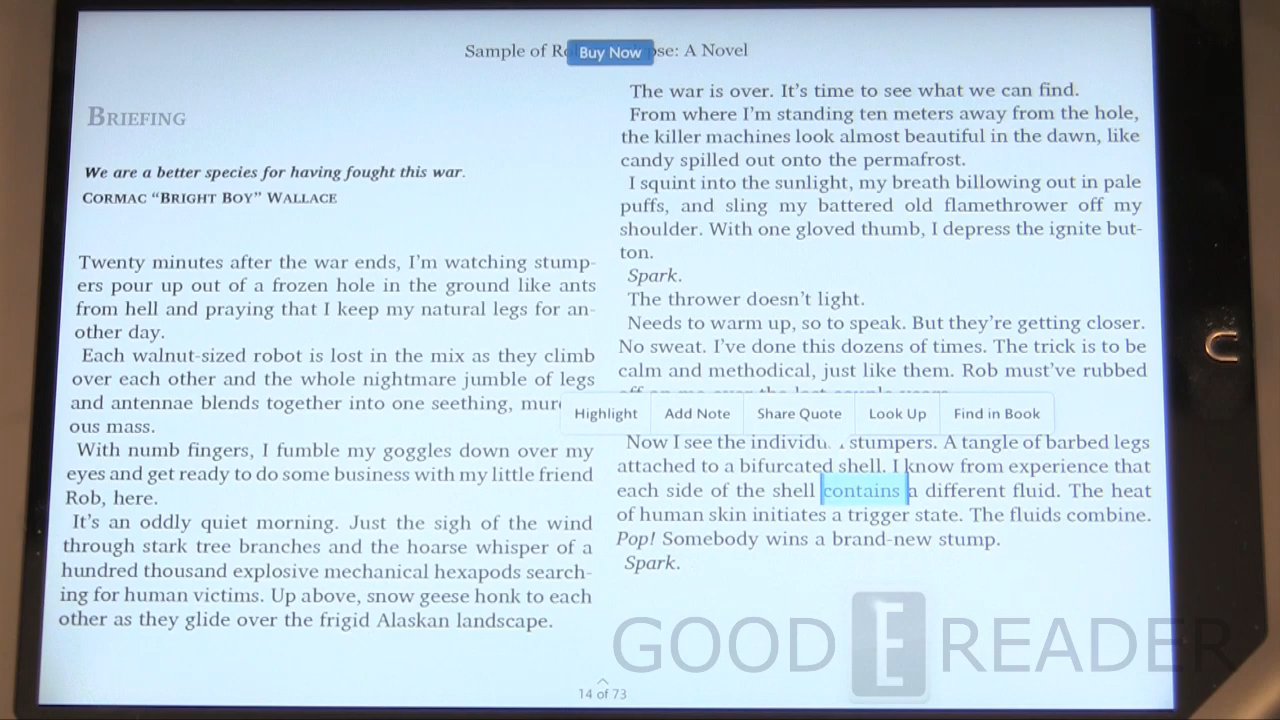 Sample of Ro Buy Now pse: A Novel
BRIEFING
We are a better species for having fought this war.
CORMAC “BRIGHT BOY” WALLACE
Twenty minutes after the war ends, I’m watching stump-
ers pour up out of a frozen hole in the ground like ants
from hell and praying that I keep my natural legs for an-
other day.
Each walnut-sized robot is lost in the mix as they climb
over each other and the whole nightmare jumble of legs
and antennae blends together into one seething, mur
ous mass.
With numb fingers, I fumble my goggles down over my
eyes and get ready to do some business with my little friend
Rob, here.
It’s an oddly quiet morning. Just the sigh of the wind
through stark tree branches and the hoarse whisper of a
hundred thousand explosive mechanical hexapods search-
ing for human victims. Up above, snow geese honk to each
other as they glide over the frigid Alaskan landscape.
The war is over. It’s time to see what we can find.
From where I’m standing ten meters away from the hole,
the killer machines look almost beautiful in the dawn, like
candy spilled out onto the permafrost.
I squint into the sunlight, my breath billowing out in pale
puffs, and sling my battered old flamethrower off my
shoulder. With one gloved thumb, I depress the ignite but-
ton.
Spark.
The thrower doesn’t light.
Needs to warm up, so to speak. But they’re getting closer.
No sweat. I’ve done this dozens of times. The trick is to be
calm and methodical, just like them. Rob must’ve rubbed
Highlight Add Note Share Quote Look Up Find in Book
Now I see the individu stumpers. A tangle of barbed legs
attached to a bifurcated shell. I know from experience that
each side of the shell contains a different fluid. The heat
of human skin initiates a trigger state. The fluids combine.
Pop! Somebody wins a brand-new stump.
Spark.
14 of 73
GOOD E READER